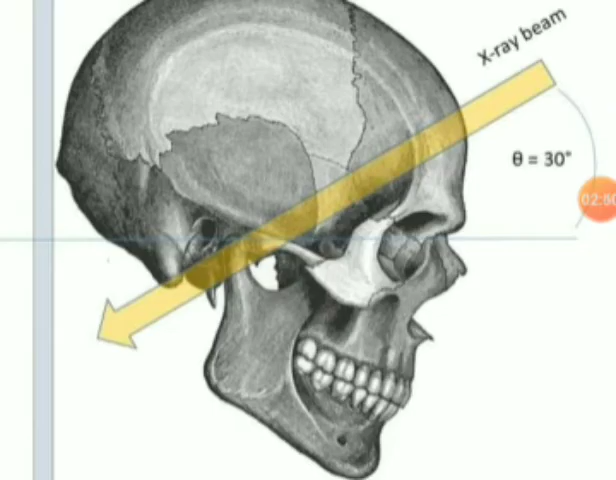 X-ray beam
θ = 30°